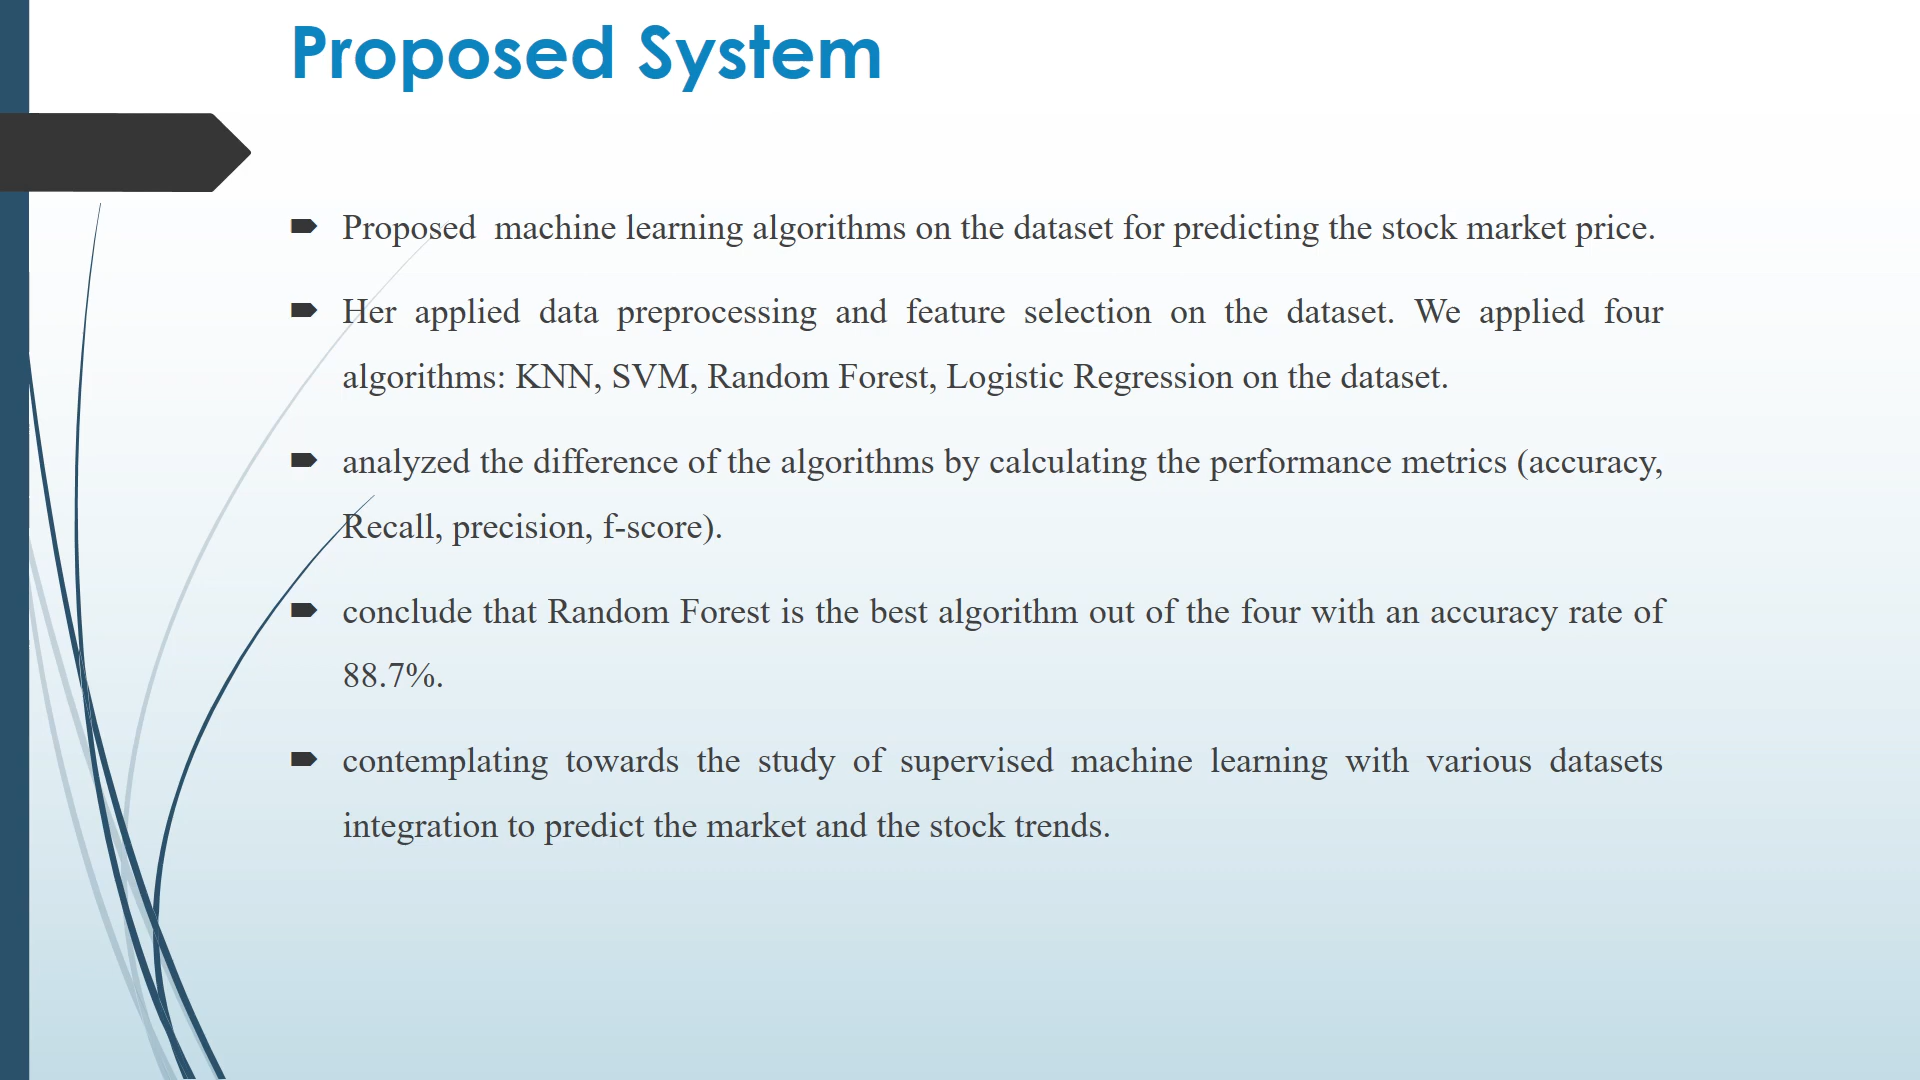 Proposed System
Proposed  machine learning algorithms on the dataset for predicting the stock market price.
Her applied data preprocessing and feature selection on the dataset. We applied four
algorithms: KNN, SVM, Random Forest, Logistic Regression on the dataset.
analyzed the difference of the algorithms by calculating the performance metrics (accuracy,
Recall, precision, f-score).
conclude that Random Forest is the best algorithm out of the four with an accuracy rate of
88.7%.
contemplating towards the study of supervised machine learning with various datasets
integration to predict the market and the stock trends.